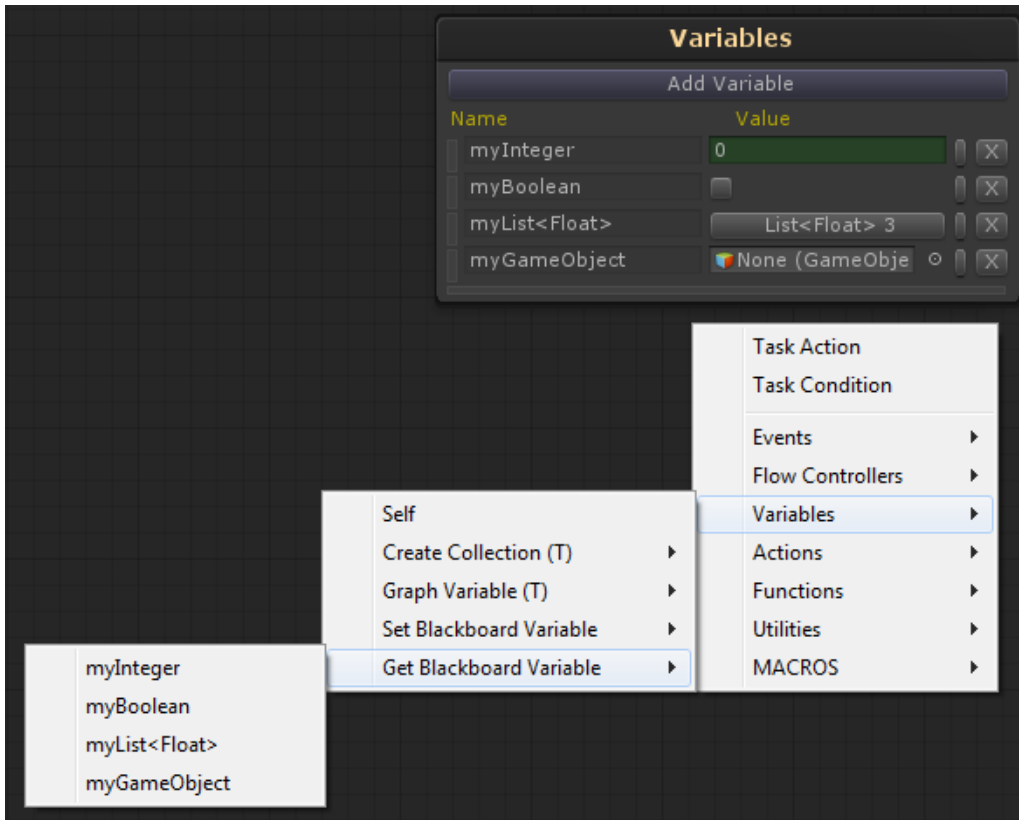 Variables
Add Variable
Name Value
myInteger 0 X
myBoolean X
myList<Float> List<Float> 3 X
myGameObject None (GameObje X
Task Action
Task Condition
Events
Flow Controllers
Variables
Actions
Functions
Utilities
MACROS
Self
Create Collection (T)
Graph Variable (T)
Set Blackboard Variable
Get Blackboard Variable
myInteger
myBoolean
myList<Float>
myGameObject